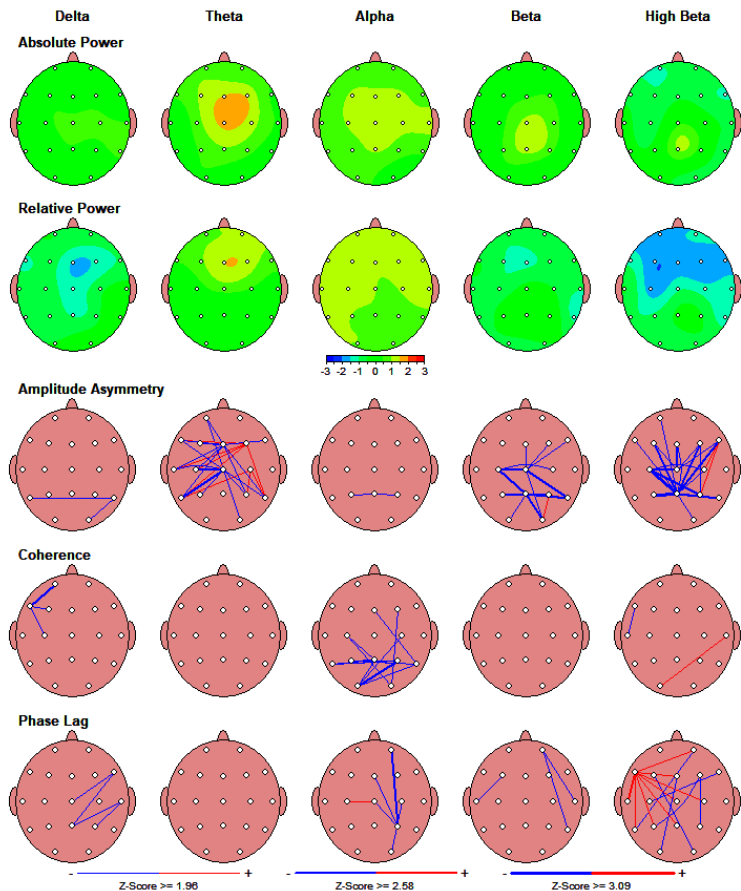 Delta Theta Alpha Beta High Beta
Absolute Power
Relative Power
-3 -2 -1 0 1 2 3
Amplitude Asymmetry
Coherence
Phase Lag
- + - + - +
Z-Score >= 1.96 Z-Score >= 2.58 Z-Score >= 3.09